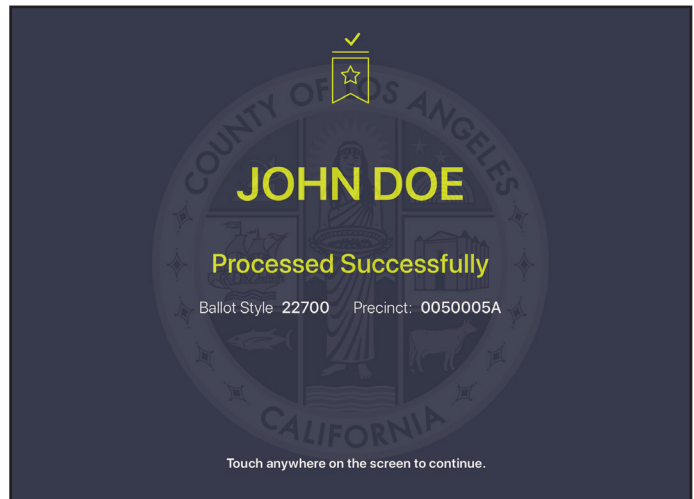 COUNTY OF LOS ANGELES
JOHN DOE
Processed Successfully
Ballot Style 22700 Precinct: 0050005A
CALIFORNIA
Touch anywhere on the screen to continue.